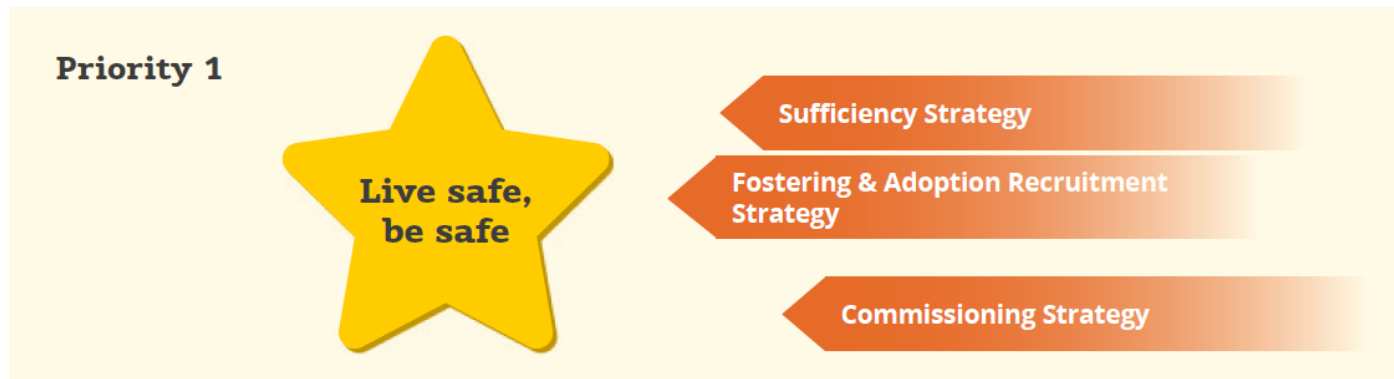 Priority 1
Live safe,
be safe
Sufficiency Strategy
Fostering & Adoption Recruitment
Strategy
Commissioning Strategy